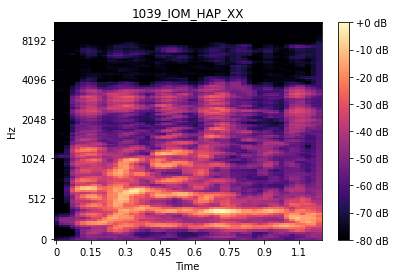 1039_IOM_HAP_XX
+0 dB
8192
-10 dB
4096
-20 dB
-30 dB
2048
Hz
-40 dB
1024
-50 dB
512
-60 dB
-70 dB
0
-80 dB
0 0.15 0.3 0.45 0.6 0.75 0.9 1.1
Time